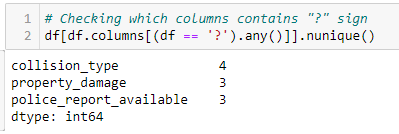 1 # Checking which columns contains "?" sign
2 df[df.columns[(df == '?').any()]].nunique()
collision_type 4
property_damage 3
police_report_available 3
dtype: int64